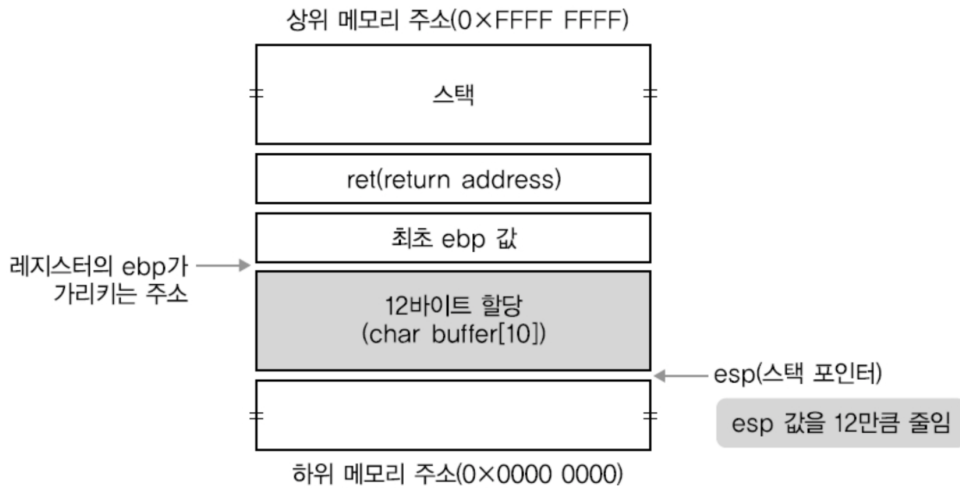 상위 메모리 주소(0×FFFF FFFF)
스택
ret(return address)
최초 ebp 값
레지스터의 ebp가
가리키는 주소
12바이트 할당
(char buffer[10])
esp(스택 포인터)
esp 값을 12만큼 줄임
하위 메모리 주소(0×0000 0000)